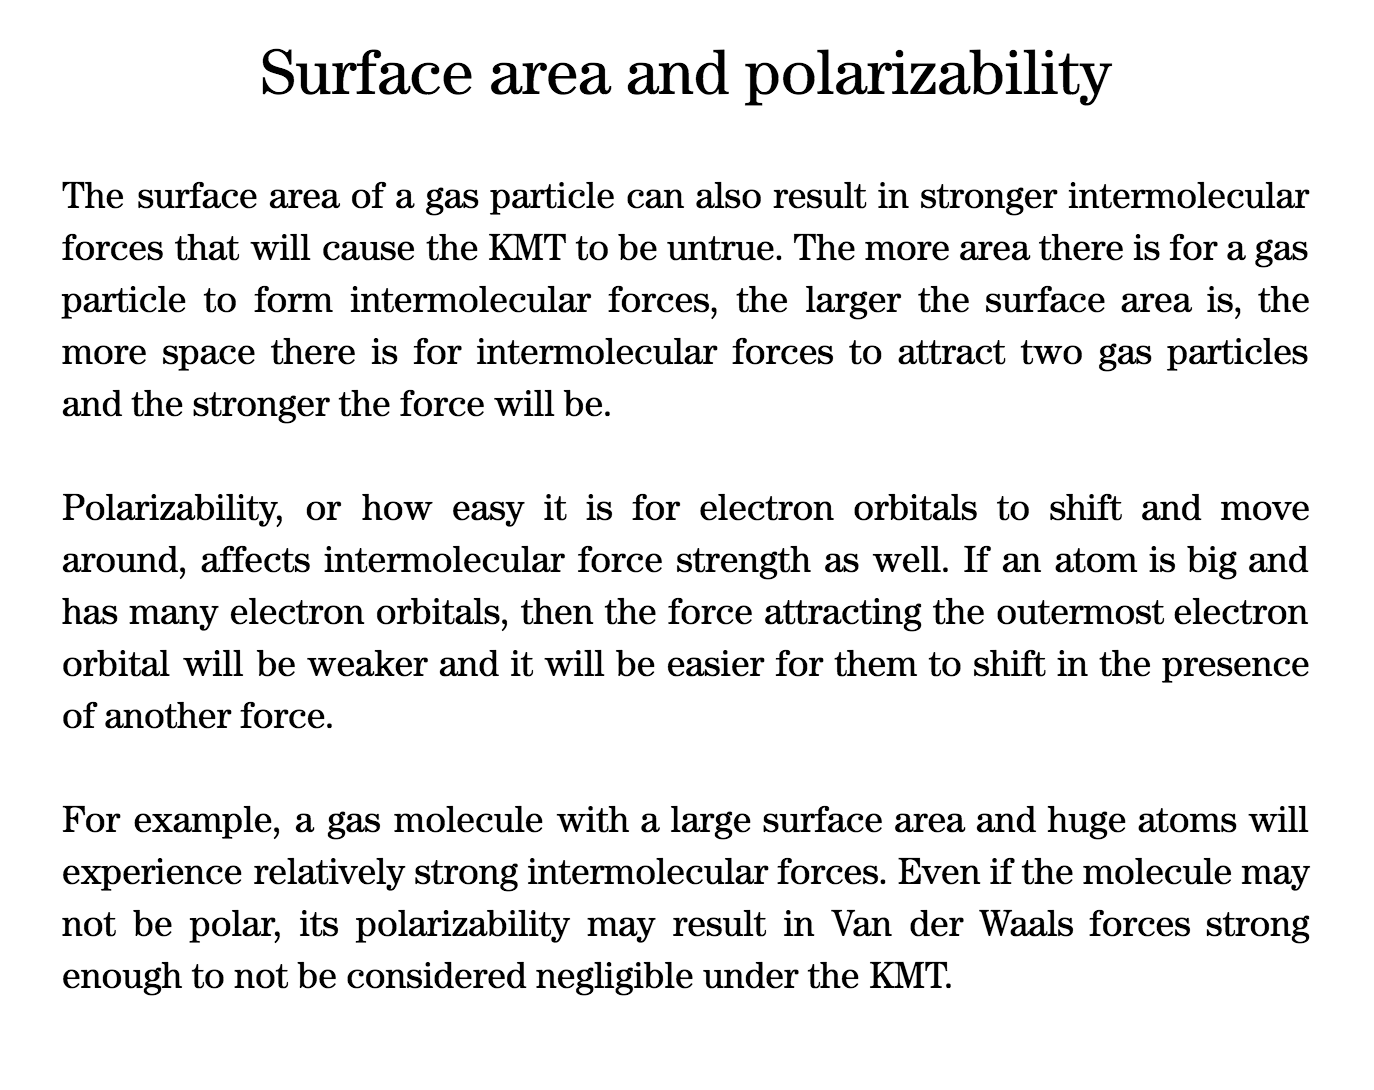 Surface area and polarizability
The surface area of a gas particle can also result in stronger intermolecular
forces that will cause the KMT to be untrue. The more area there is for a gas
particle to form intermolecular forces, the larger the surface area is, the
more space there is for intermolecular forces to attract two gas particles
and the stronger the force will be.
Polarizability, or how easy it is for electron orbitals to shift and move
around, affects intermolecular force strength as well. If an atom is big and
has many electron orbitals, then the force attracting the outermost electron
orbital will be weaker and it will be easier for them to shift in the presence
of another force.
For example, a gas molecule with a large surface area and huge atoms will
experience relatively strong intermolecular forces. Even if the molecule may
not be polar, its polarizability may result in Van der Waals forces strong
enough to not be considered negligible under the KMT.